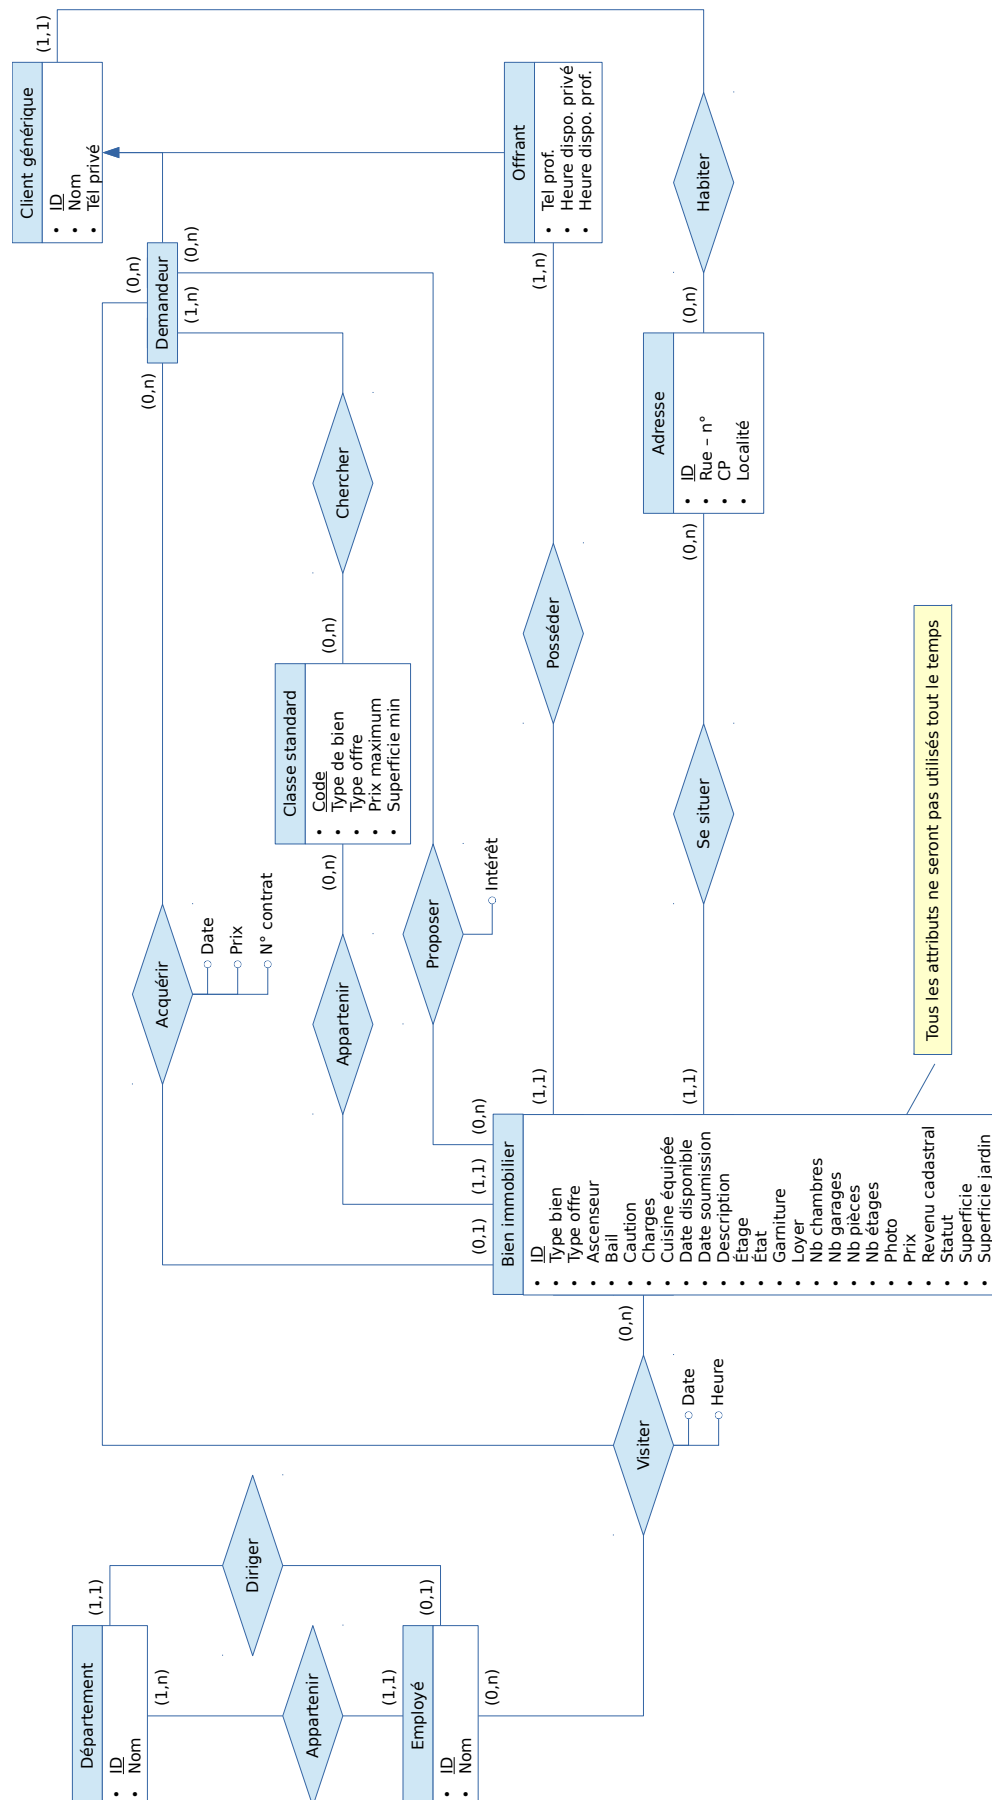 Département
• ID
• Nom
(1,n)
(1,1)
Appartenir
Diriger
(1,1)
(0,1)
Employé
• ID
• Nom
(0,n)
Visiter
Date
Heure
(0,n)
Bien immobilier
• ID
• Type bien
• Type offre
• Ascenseur
• Bail
• Caution
• Charges
• Cuisine équipée
• Date disponible
• Date soumission
• Description
• Étage
• État
• Garniture
• Loyer
• Nb chambres
• Nb garages
• Nb pièces
• Nb étages
• Photo
• Prix
• Revenu cadastral
• Statut
• Superficie
• Superficie jardin
(0,1)
(1,1)
(0,n)
(1,1)
(1,1)
Acquérir
Date
Prix
N° contrat
Appartenir
(0,n)
Proposer
Intérêt
Classe standard
• Code
• Type de bien
• Type offre
• Prix maximum
• Superficie min
(0,n)
Chercher
Posséder
Se situer
Tous les attributs ne seront pas utilisés tout le temps
(0,n)
Adresse
• ID
• Rue – n°
• CP
• Localité
(0,n)
Habiter
Demandeur
(0,n)
(0,n)
(1,n)
(0,n)
(1,n)
Offrant
• Tel prof.
• Heure dispo. privé
• Heure dispo. prof.
Client générique
• ID
• Nom
• Tél privé
(1,1)